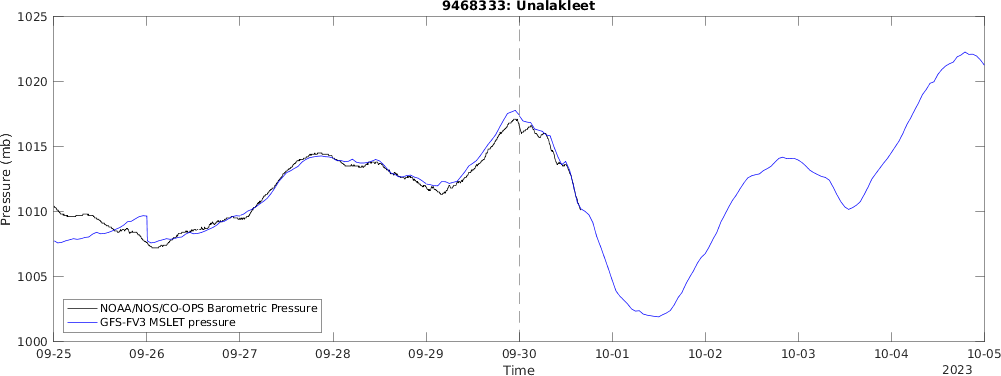 9468333: Unalakleet
1025
1020
1015
1010
1005
1000
Pressure (mb)
NOAA/NOS/CO-OPS Barometric Pressure
GFS-FV3 MSLET pressure
09-25 09-26 09-27 09-28 09-29 09-30 10-01 10-02 10-03 10-04 10-05
Time
2023